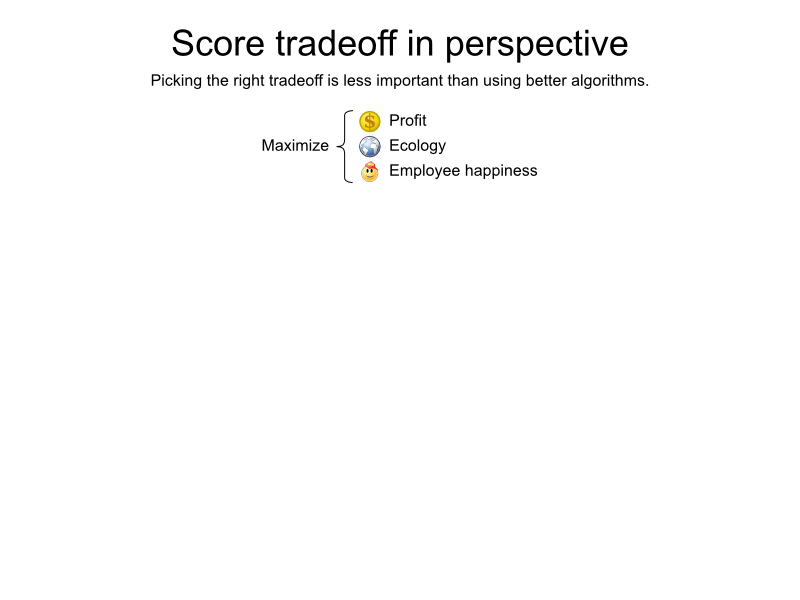 Score tradeoff in perspective
Picking the right tradeoff is less important than using better algorithms.
Profit
Maximize
Ecology
Employee happiness